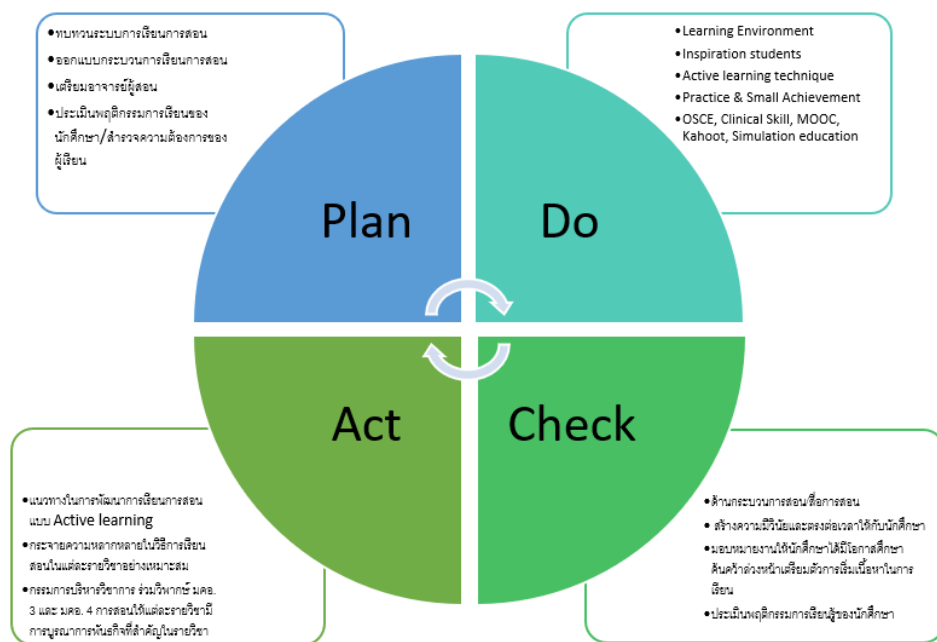 •ทบทวนระบบการเรียนการสอน
•ออกแบบกระบวนการเรียนการสอน
•เตรียมอาจารย์ผู้สอน
•ประเมินพฤติกรรมการเรียนของ
นักศึกษา/สำรวจความต้องการของ
ผู้เรียน
•Learning Environment
•Inspiration students
•Active learning technique
•Practice & Small Achievement
•OSCE, Clinical Skill, MOOC,
Kahoot, Simulation education
Plan
Do
Act
Check
•แนวทางในการพัฒนาการเรียนการสอน
แบบ Active learning
•กระจายความหลากหลายในวิธีการเรียน
สอนในแต่ละรายวิชาอย่างเหมาะสม
•กรรมการบริหารวิชาการ ร่วมวิพากษ์ มคอ.
3 และ มคอ. 4 การสอนให้แต่ละรายวิชามี
การบูรณาการพันธกิจที่สำคัญในรายวิชา
•ด้านกระบวนการสอน/สื่อการสอน
• สร้างความมีวินัยและตรงต่อเวลาให้กับนักศึกษา
•มอบหมายงานให้นักศึกษาได้มีโอกาสศึกษา
ค้นคว้าล่วงหน้าเตรียมตัวการเริ่มเนื้อหาในการ
เรียน
•ประเมินพฤติกรรมการเรียนรู้ของนักศึกษา